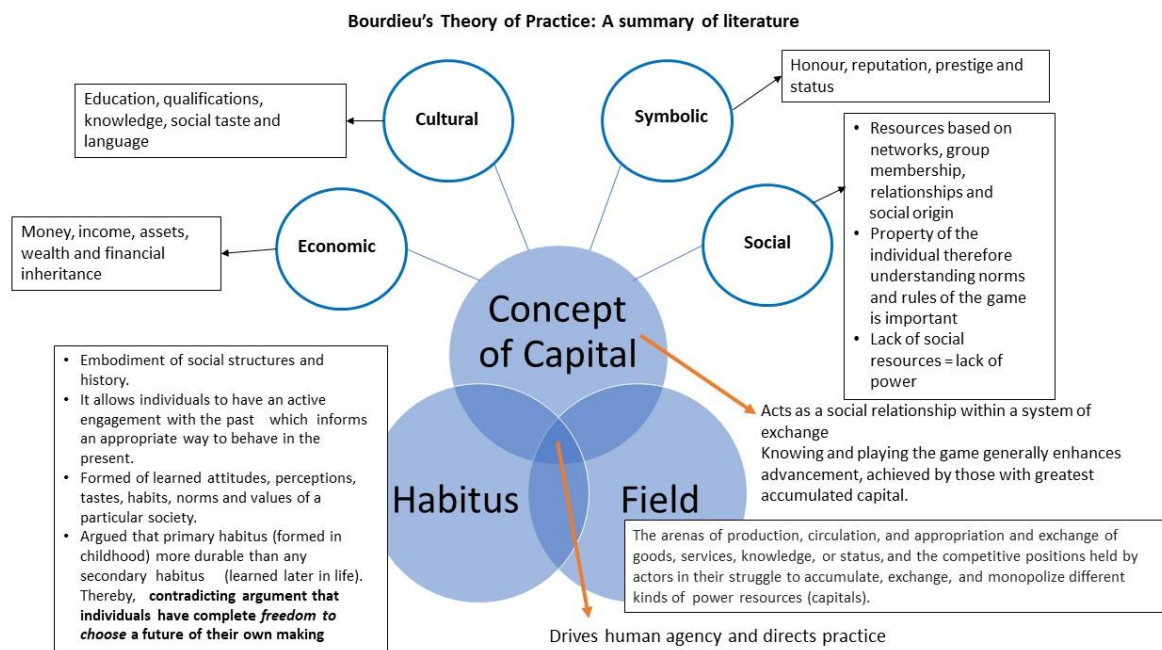 Bourdieu's Theory of Practice: A summary of literature
Education, qualifications,
knowledge, social taste and
language
Cultural
Symbolic
Honour, reputation, prestige and
status
Money, income, assets,
wealth and financial
inheritance
Economic
Social
• Resources based on
networks, group
membership,
relationships and
social origin
• Property of the
individual therefore
understanding norms
and rules of the game
is important
• Lack of social
resources = lack of
power
Concept
of Capital
• Embodiment of social structures and
history.
• It allows individuals to have an active
engagement with the past which informs
an appropriate way to behave in the
present.
• Formed of learned attitudes, perceptions,
tastes, habits, norms and values of a
particular society.
• Argued that primary habitus (formed in
childhood) more durable than any
secondary habitus (learned later in life).
Thereby, contradicting argument that
individuals have complete freedom to
choose a future of their own making
Habitus
Field
Acts as a social relationship within a system of
exchange
Knowing and playing the game generally enhances
advancement, achieved by those with greatest
accumulated capital.
The arenas of production, circulation, and appropriation and exchange of
goods, services, knowledge, or status, and the competitive positions held by
actors in their struggle to accumulate, exchange, and monopolize different
kinds of power resources (capitals).
Drives human agency and directs practice